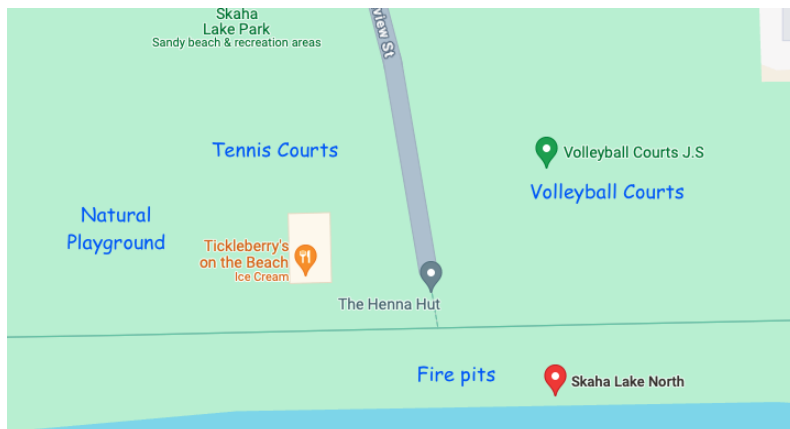 Skaha
Lake Park
Sandy beach & recreation areas
view St
Tennis Courts
Volleyball Courts J.S
Volleyball Courts
Natural
Playground
Tickleberry's
on the Beach
Ice Cream
The Henna Hut
Fire pits
Skaha Lake North